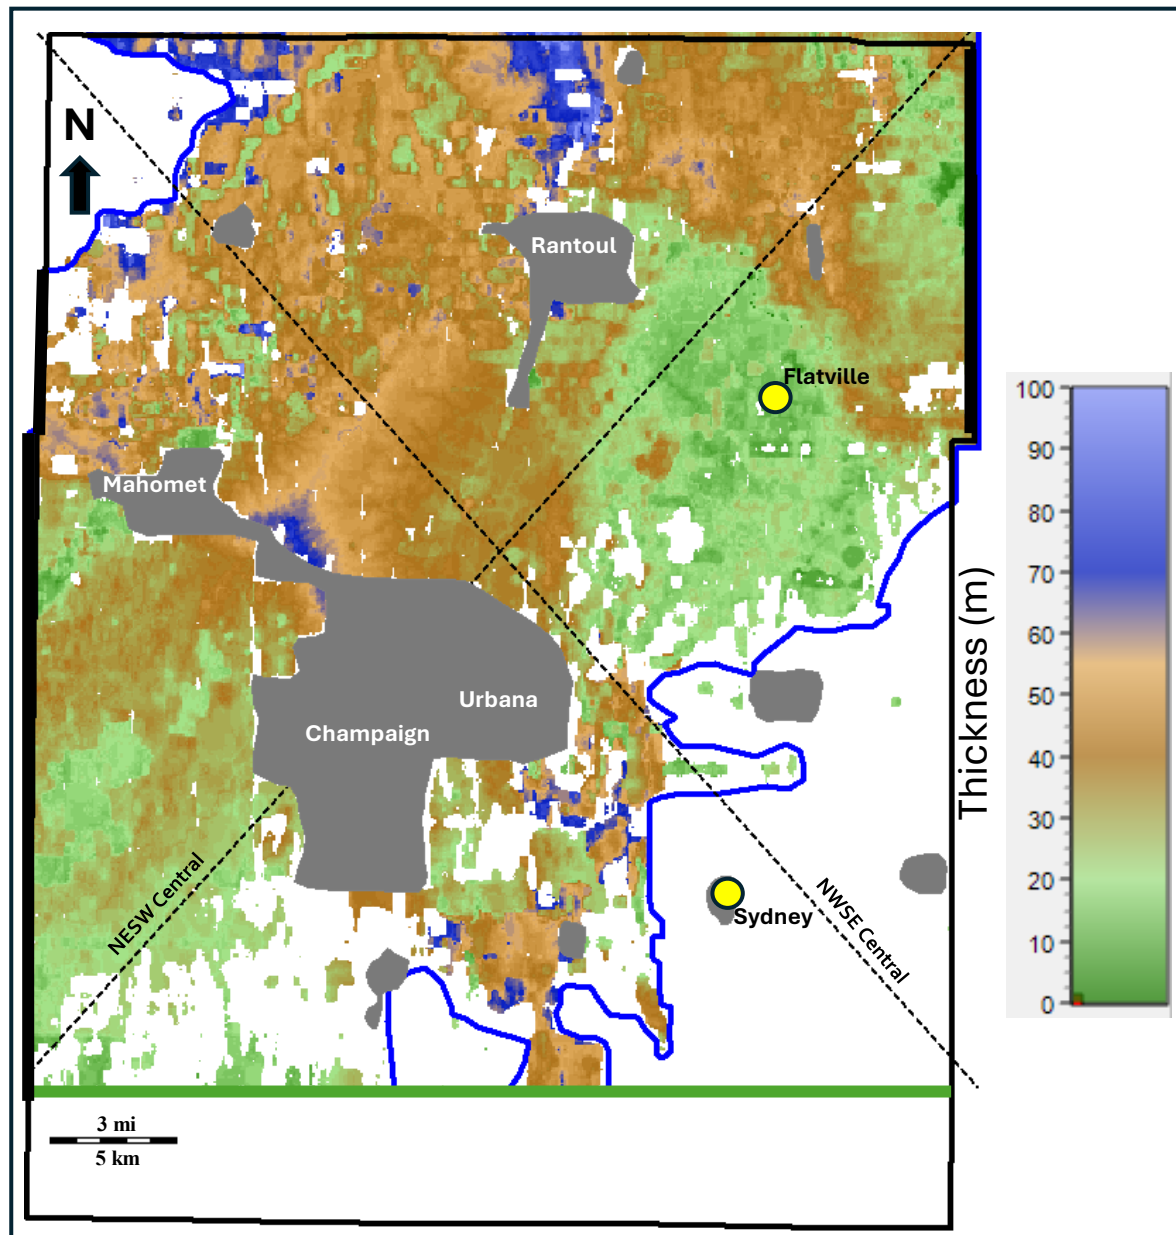 N
Rantoul
Flatville
Mahomet
Urbana
Champaign
NESW Central
NWSE Central
Sydney
3 mi
5 km
Thickness (m)
100
90
80
70
60
50
40
30
20
10
0